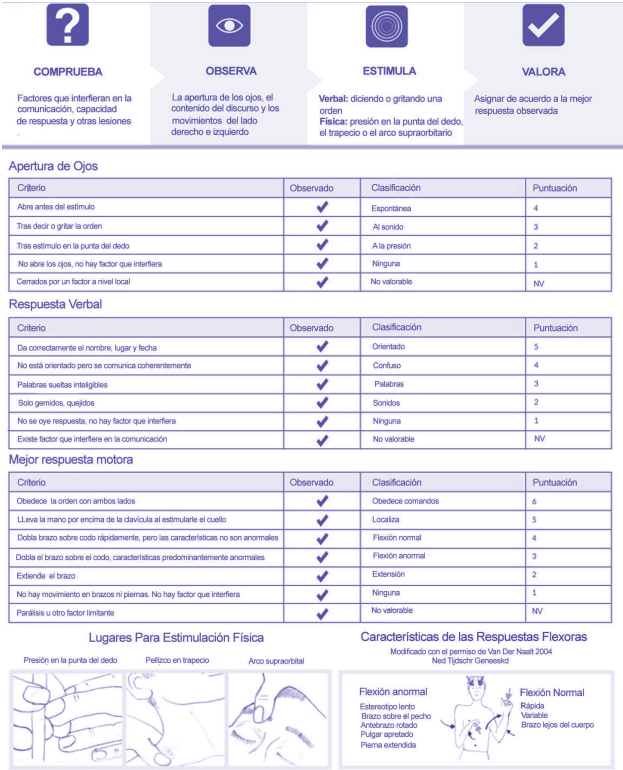 ?
COMPRUEBA
Factores que interfieran en la
comunicación, capacidad
de respuesta y otras lesiones
.
OBSERVA
La apertura de los ojos, el
contenido del discurso y los
movimientos del lado
derecho e izquierdo
ESTIMULA
Verbal: diciendo o gritando una
orden
Física: presión en la punta del dedo,
el trapecio o el arco supraorbitario
VALORA
Asignar de acuerdo a la mejor
respuesta observada
Apertura de Ojos
Criterio Observado Clasificación Puntuación
Abre antes del estímulo ✓ Espontánea 4
Tras decir o gritar la orden ✓ Al sonido 3
Tras estímulo en la punta del dedo ✓ A la presión 2
No abre los ojos, no hay factor que interfiera ✓ Ninguna 1
Cerrados por un factor a nivel local ✓ No valorable NV
Respuesta Verbal
Criterio Observado Clasificación Puntuación
Da correctamente el nombre, lugar y fecha ✓ Orientado 5
No está orientado pero se comunica coherentemente ✓ Confuso 4
Palabras sueltas inteligibles ✓ Palabras 3
Solo gemidos, quejidos ✓ Sonidos 2
No se oye respuesta, no hay factor que interfiera ✓ Ninguna 1
Existe factor que interfiere en la comunicación ✓ No valorable NV
Mejor respuesta motora
Criterio Observado Clasificación Puntuación
Obedece la orden con ambos lados ✓ Obedece comandos 6
LLeva la mano por encima de la clavícula al estimularle el cuello ✓ Localiza 5
Dobla brazo sobre codo rápidamente, pero las características no son anormales ✓ Flexión normal 4
Dobla el brazo sobre el codo, características predominantemente anormales ✓ Flexión anormal 3
Extiende el brazo ✓ Extensión 2
No hay movimiento en brazos ni piernas. No hay factor que interfiera ✓ Ninguna 1
Parálisis u otro factor limitante ✓ No valorable NV
Lugares Para Estimulación Física
Presión en la punta del dedo Pellizco en trapecio Arco supraorbital
Características de las Respuestas Flexoras
Modificado con el permiso de Van Der Naalt 2004
Ned Tijdschr Geneeskd
Flexión anormal
Estereotipo lento
Brazo sobre el pecho
Antebrazo rotado
Pulgar apretado
Pierna extendida
Flexión Normal
Rápida
Variable
Brazo lejos del cuerpo